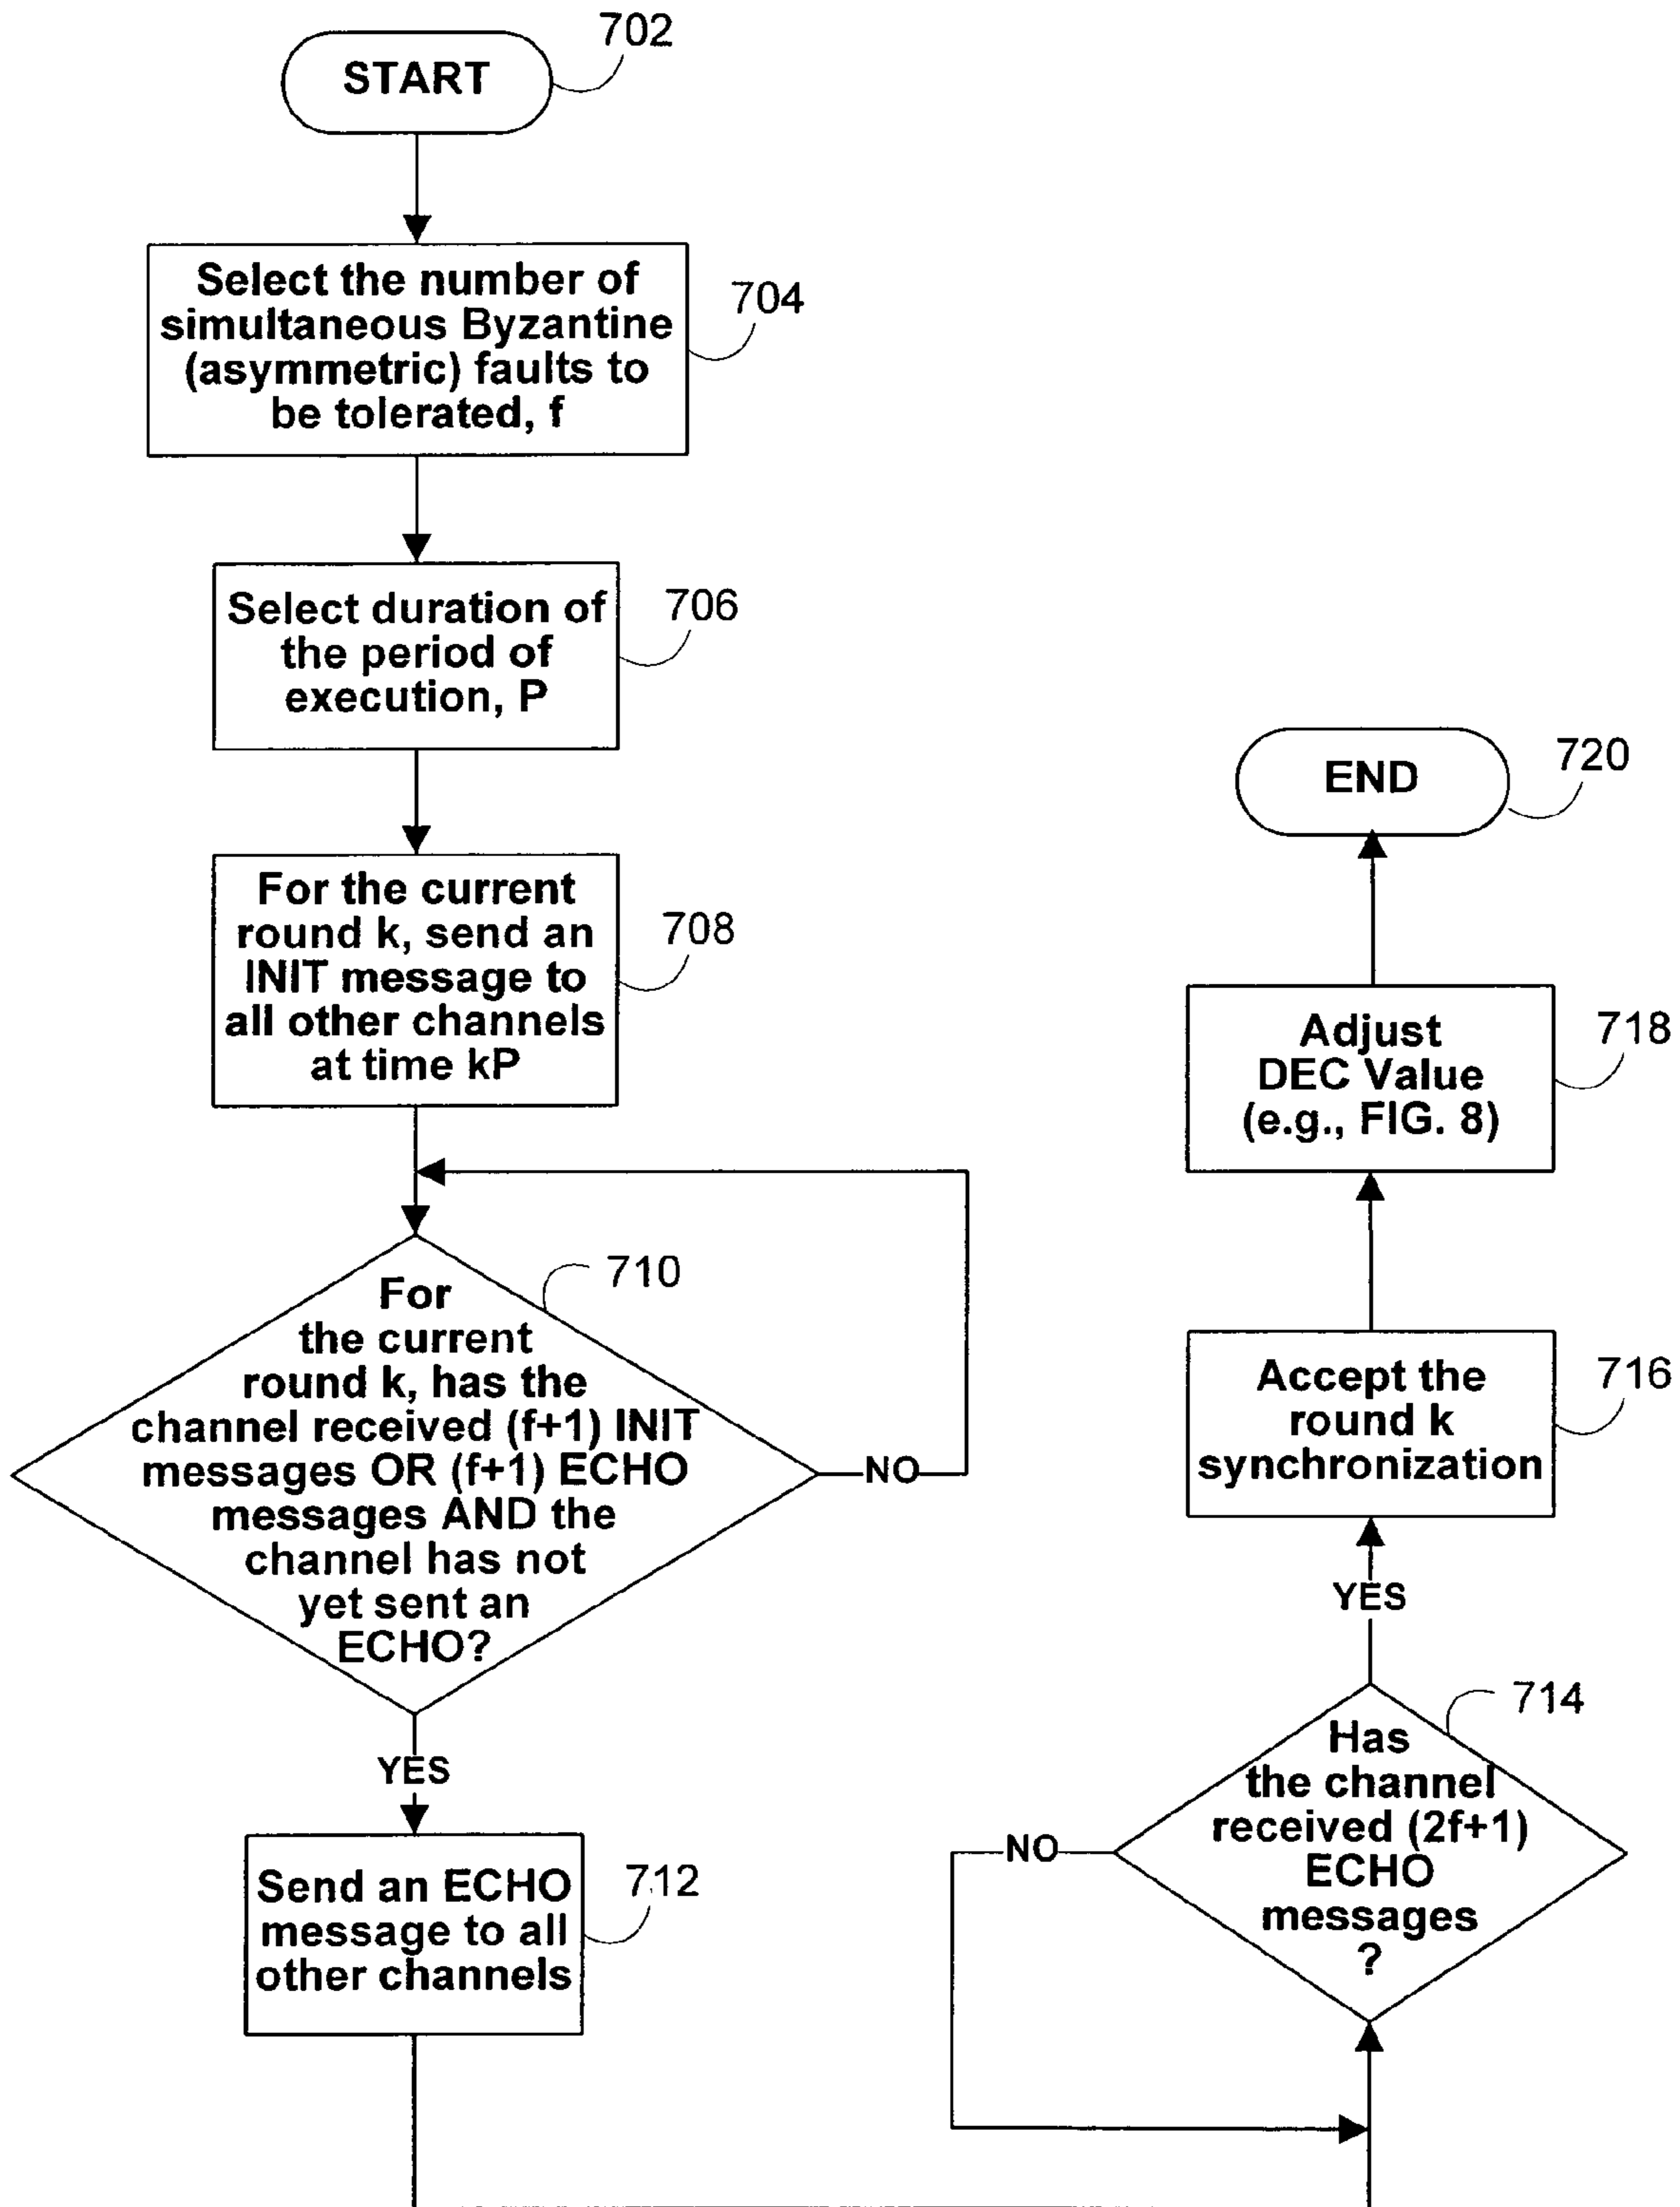 START
702
Select the number of
simultaneous Byzantine
(asymmetric) faults to
be tolerated, f
704
Select duration of
the period of
execution, P
706
For the current
round k, send an
INIT message to
all other channels
at time kP
708
For
the current
round k, has the
channel received (f+1) INIT
messages OR (f+1) ECHO
messages AND the
channel has not
yet sent an
ECHO?
710
NO
YES
Send an ECHO
message to all
other channels
712
Has
the channel
received (2f+1)
ECHO
messages
?
714
NO
YES
Accept the
round k
synchronization
716
Adjust
DEC Value
(e.g., FIG. 8)
718
END
720